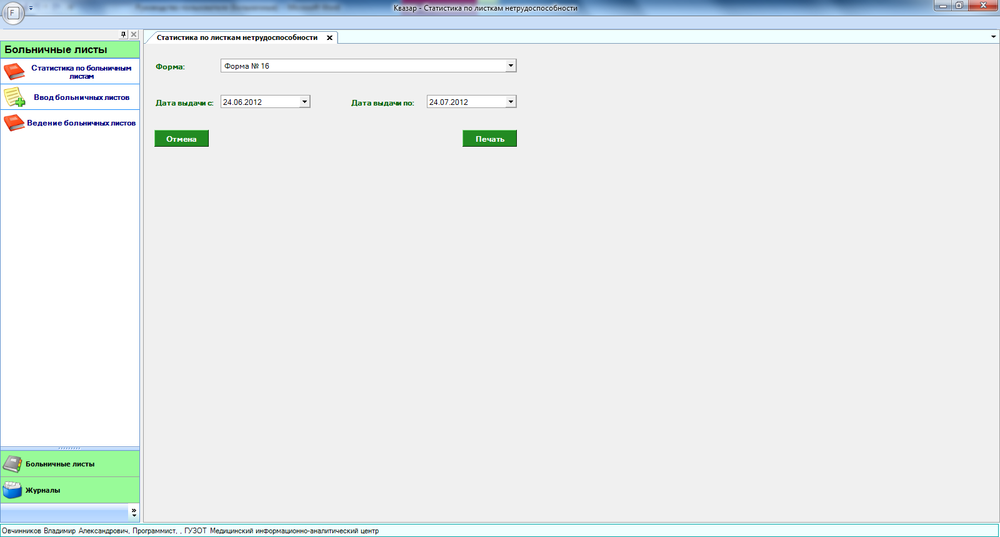 Квазар - Статистика по листкам нетрудоспособности
F
Больничные листы
Статистика по больничным
листам
Ввод больничных листов
Ведение больничных листов
Статистика по листкам нетрудоспособности
Форма:
Форма № 16
Дата выдачи с:
24.06.2012
Дата выдачи по:
24.07.2012
Отмена
Печать
Больничные листы
Журналы
Овчинников Владимир Александрович, Программист, , ГУЗОТ Медицинский информационно-аналитический центр